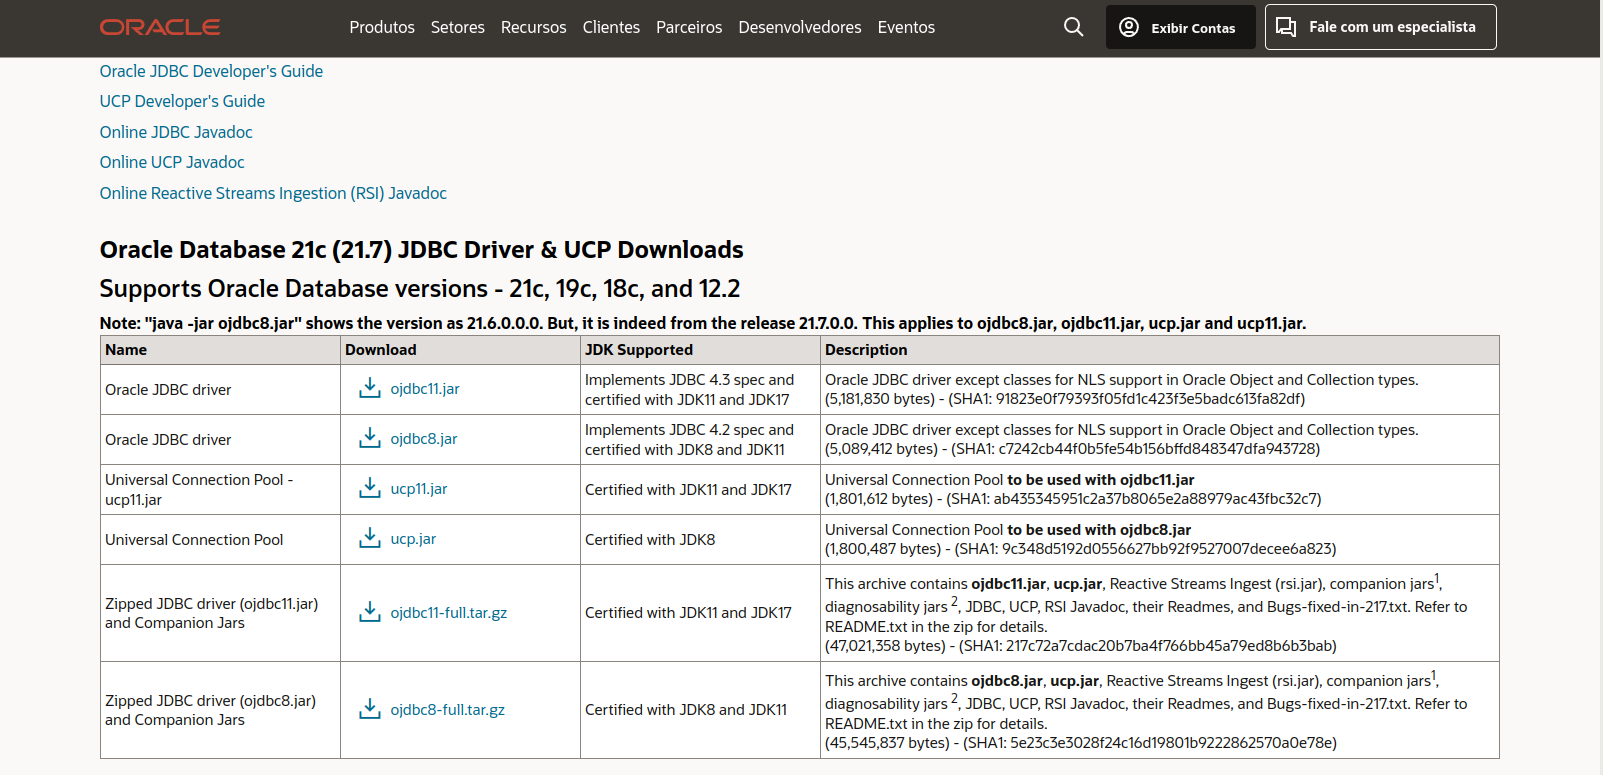 ORACLE Produtos Setores Recursos Clientes Parceiros Desenvolvedores Eventos Exibir Contas Fale com um especialista
Oracle JDBC Developer's Guide
UCP Developer's Guide
Online JDBC Javadoc
Online UCP Javadoc
Online Reactive Streams Ingestion (RSI) Javadoc
Oracle Database 21c (21.7) JDBC Driver & UCP Downloads
Supports Oracle Database versions - 21c, 19c, 18c, and 12.2
Note: "java -jar ojdbc8.jar" shows the version as 21.6.0.0.0. But, it is indeed from the release 21.7.0.0. This applies to ojdbc8.jar, ojdbc11.jar, ucp.jar and ucp11.jar.
Name Download JDK Supported Description
Oracle JDBC driver
ojdbc11.jar
Implements JDBC 4.3 spec and
certified with JDK11 and JDK17
Oracle JDBC driver except classes for NLS support in Oracle Object and Collection types.
(5,181,830 bytes) - (SHA1: 91823e0f79393f05fd1c423f3e5badc613fa82df)
Oracle JDBC driver
ojdbc8.jar
Implements JDBC 4.2 spec and
certified with JDK8 and JDK11
Oracle JDBC driver except classes for NLS support in Oracle Object and Collection types.
(5,089,412 bytes) - (SHA1: c7242cb44f0b5fe54b156bffd848347dfa943728)
Universal Connection Pool -
ucp11.jar
ucp11.jar
Certified with JDK11 and JDK17
Universal Connection Pool to be used with ojdbc11.jar
(1,801,612 bytes) - (SHA1: ab435345951c2a37b8065e2a88979ac43fbc32c7)
Universal Connection Pool
ucp.jar
Certified with JDK8
Universal Connection Pool to be used with ojdbc8.jar
(1,800,487 bytes) - (SHA1: 9c348d5192d0556627bb92f9527007decee6a823)
Zipped JDBC driver (ojdbc11.jar)
and Companion Jars
ojdbc11-full.tar.gz
Certified with JDK11 and JDK17
This archive contains ojdbc11.jar, ucp.jar, Reactive Streams Ingest (rsi.jar), companion jars1,
diagnosability jars 2, JDBC, UCP, RSI Javadoc, their Readmes, and Bugs-fixed-in-217.txt. Refer to
README.txt in the zip for details.
(47,021,358 bytes) - (SHA1: 217c72a7cdac20b7ba4f766bb45a79ed8b6b3bab)
Zipped JDBC driver (ojdbc8.jar)
and Companion Jars
ojdbc8-full.tar.gz
Certified with JDK8 and JDK11
This archive contains ojdbc8.jar, ucp.jar, Reactive Streams Ingest (rsi.jar), companion jars1,
diagnosability jars 2, JDBC, UCP, RSI Javadoc, their Readmes, and Bugs-fixed-in-217.txt. Refer to
README.txt in the zip for details.
(45,545,837 bytes) - (SHA1: 5e23c3e3028f24c16d19801b9222862570a0e78e)